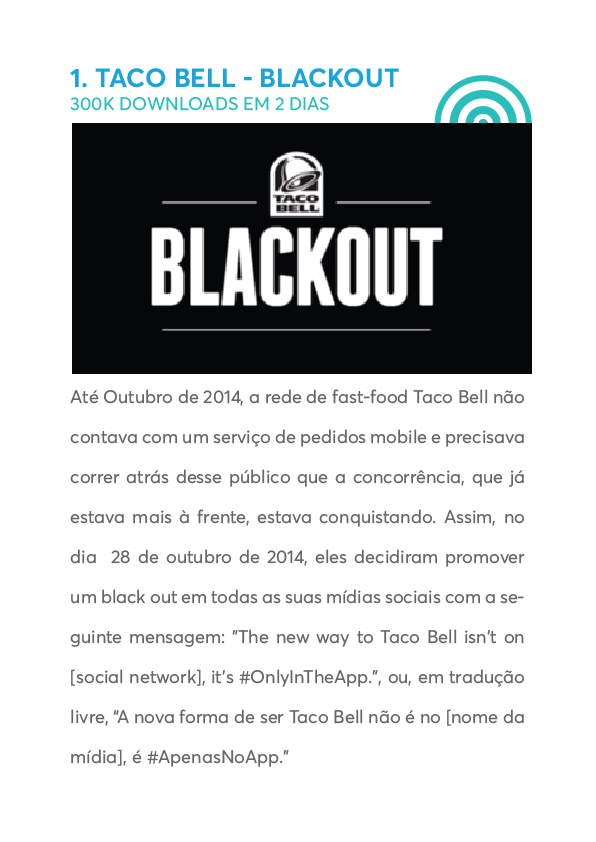 1. TACO BELL - BLACKOUT
300K DOWNLOADS EM 2 DIAS
TACO
BELL
BLACKOUT
Até Outubro de 2014, a rede de fast-food Taco Bell não
contava com um serviço de pedidos mobile e precisava
correr atrás desse público que a concorrência, que já
estava mais à frente, estava conquistando. Assim, no
dia  28 de outubro de 2014, eles decidiram promover
um black out em todas as suas mídias sociais com a se-
guinte mensagem: "The new way to Taco Bell isn't on
[social network], it's #OnlyInTheApp.", ou, em tradução
livre, “A nova forma de ser Taco Bell não é no [nome da
mídia], é #ApenasNoApp.”